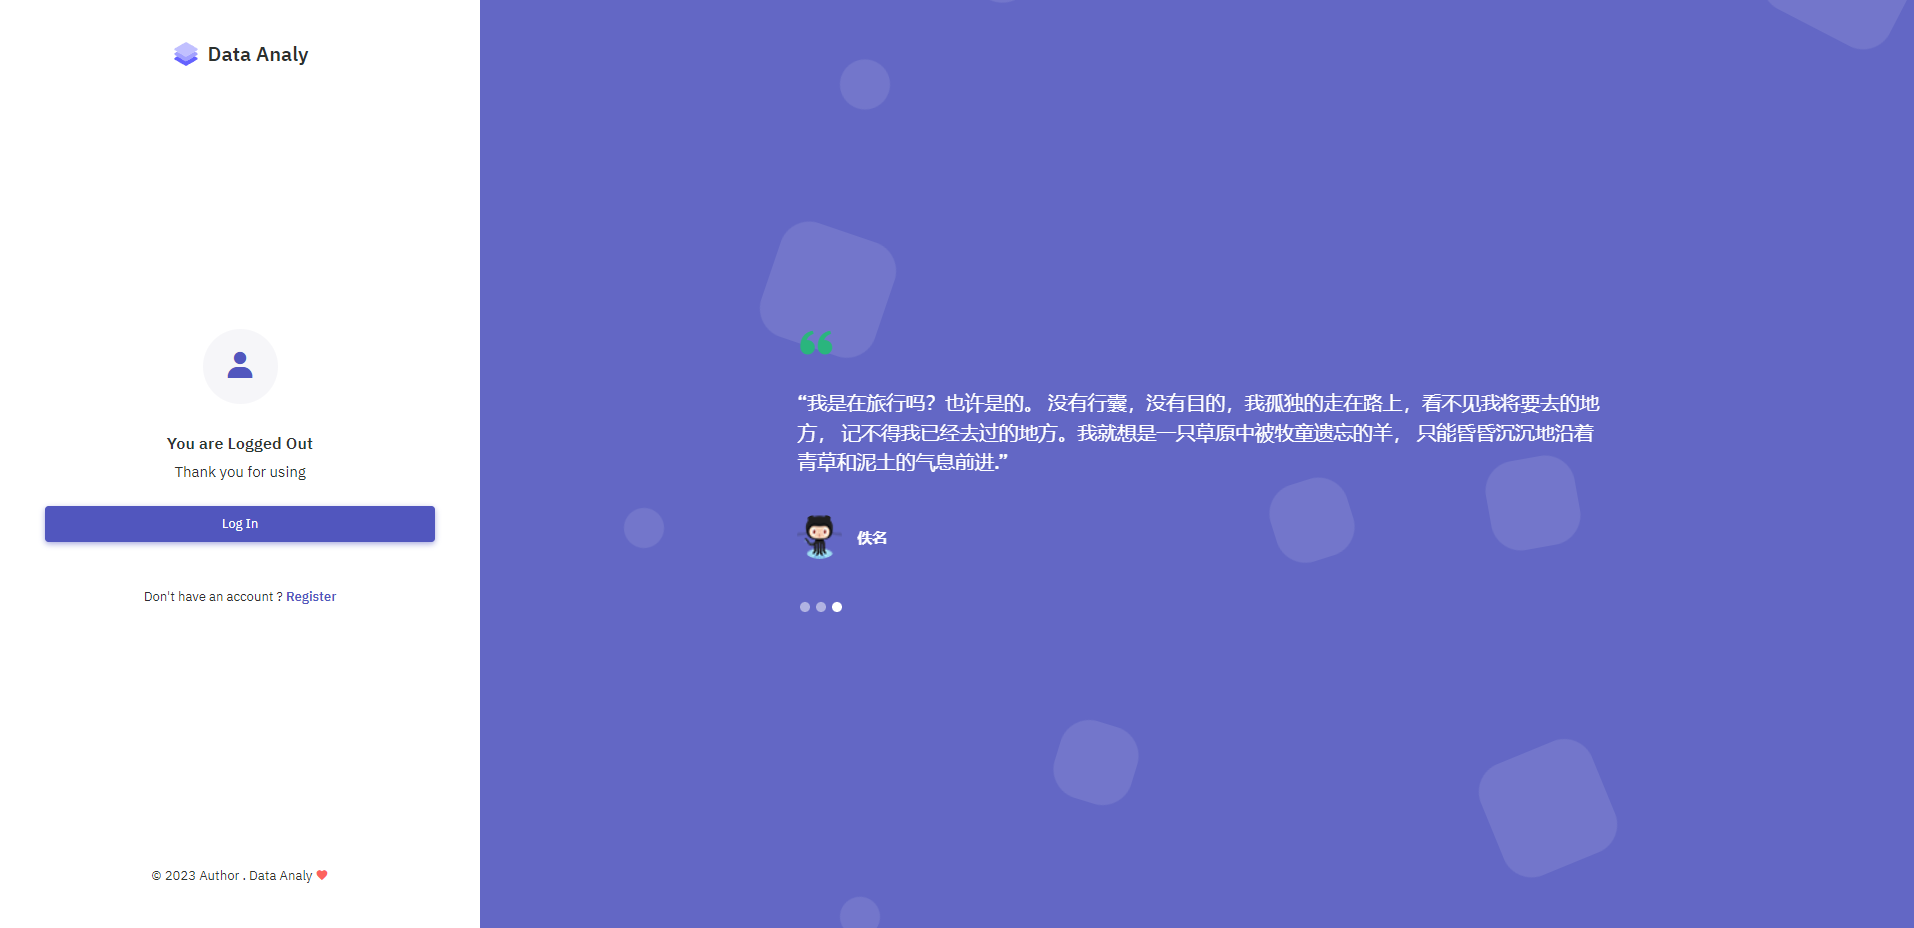 Data Analy
You are Logged Out
Thank you for using
Log In
Don't have an account ? Register
© 2023 Author . Data Analy
“我是在旅行吗？也许是的。 没有行囊，没有目的，我孤独的走在路上，看不见我将要去的地
方， 记不得我已经去过的地方。我就想是一只草原中被牧童遗忘的羊， 只能昏昏沉沉地沿着
青草和泥土的气息前进.”
佚名